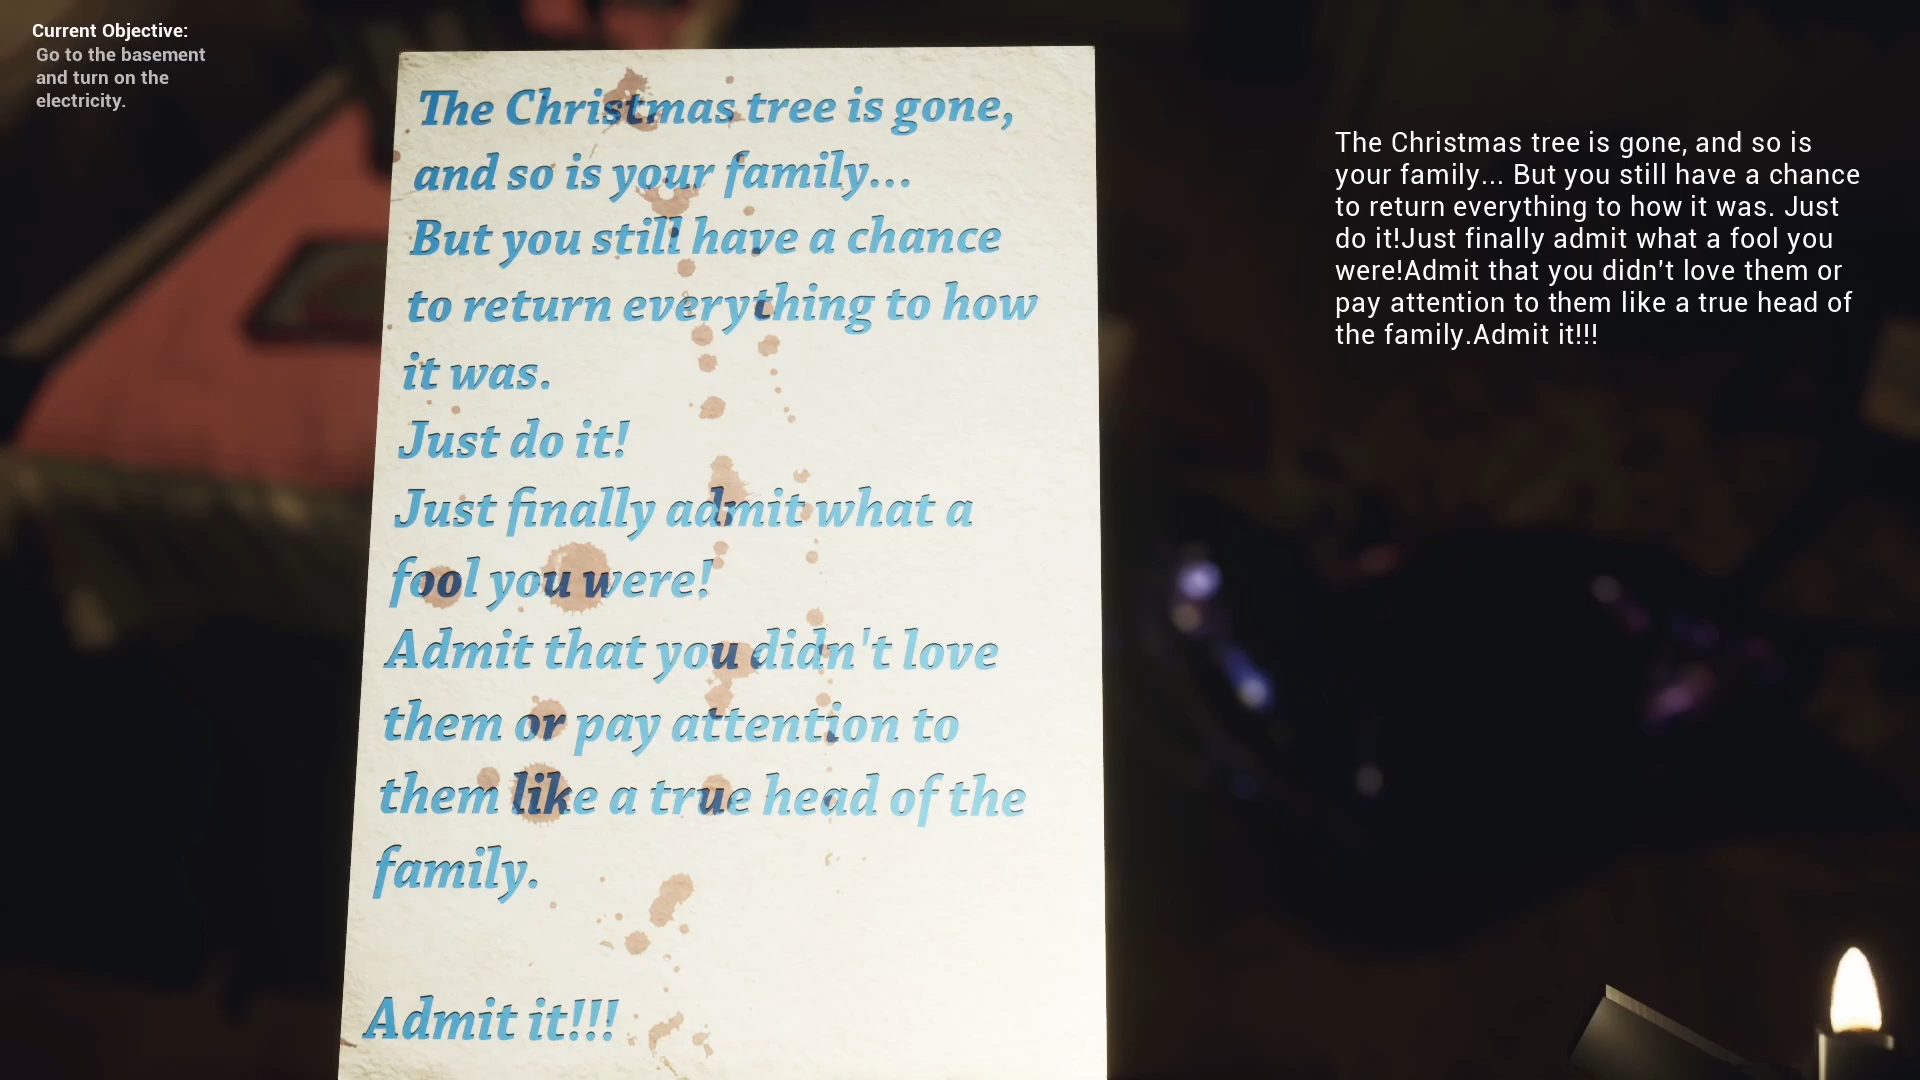 Current Objective:
Go to the basement
and turn on the
electricity.
The Christmas tree is gone,
and so is your family...
But you still have a chance
to return everything to how
it was.
Just do it!
Just finally admit what a
fool you were!
Admit that you didn't love
them or pay attention to
them like a true head of the
family.
Admit it!!!
The Christmas tree is gone, and so is
your family... But you still have a chance
to return everything to how it was. Just
do it!Just finally admit what a fool you
were!Admit that you didn't love them or
pay attention to them like a true head of
the family.Admit it!!!